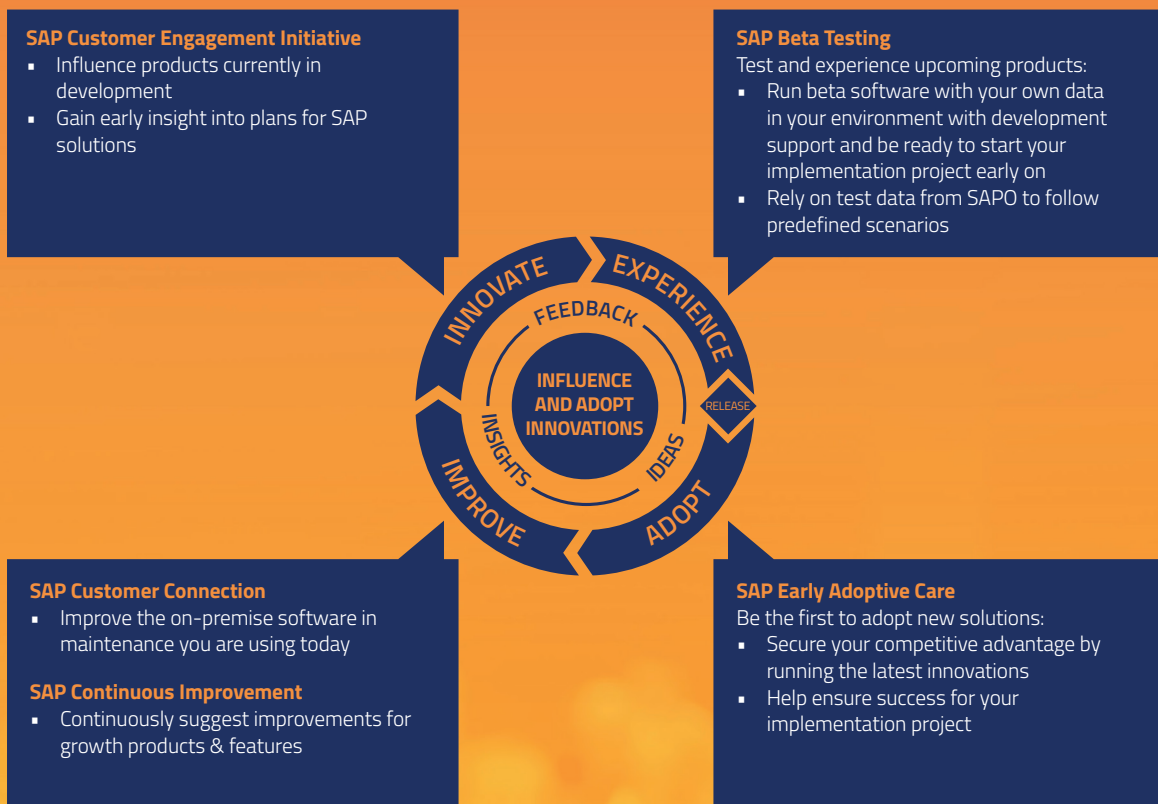 SAP Customer Engagement Initiative
▪ Influence products currently in
development
▪ Gain early insight into plans for SAP
solutions
SAP Beta Testing
Test and experience upcoming products:
▪ Run beta software with your own data
in your environment with development
support and be ready to start your
implementation project early on
▪ Rely on test data from SAPO to follow
predefined scenarios
INNOVATE
EXPERIENCE
FEEDBACK
INFLUENCE
AND ADOPT
INNOVATIONS
RELEASE
INSIGHTS
IDEAS
IMPROVE
ADOPT
SAP Customer Connection
▪ Improve the on-premise software in
maintenance you are using today
SAP Continuous Improvement
▪ Continuously suggest improvements for
growth products & features
SAP Early Adoptive Care
Be the first to adopt new solutions:
▪ Secure your competitive advantage by
running the latest innovations
▪ Help ensure success for your
implementation project